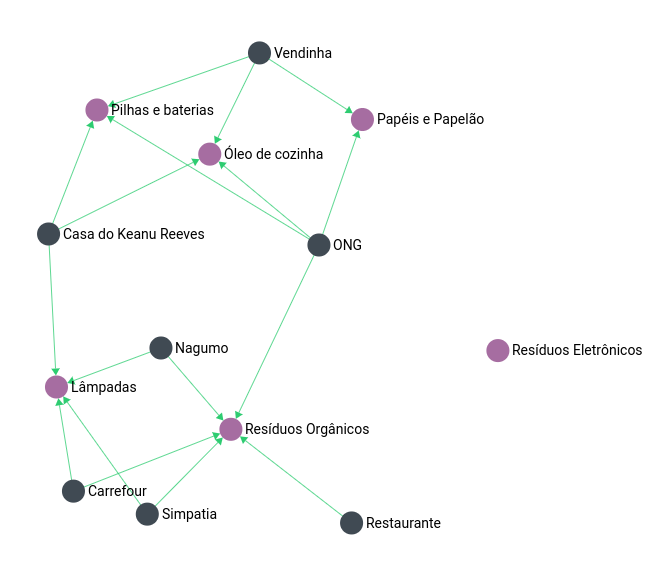 Vendinha
Pilhas e baterias
Papéis e Papelão
Óleo de cozinha
Casa do Keanu Reeves
ONG
Nagumo
Resíduos Eletrônicos
Lâmpadas
Resíduos Orgânicos
Carrefour
Simpatia
Restaurante